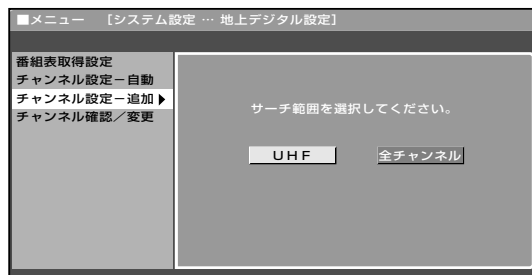 ■メニュー [システム設定 … 地上デジタル設定]
番組表取得設定
チャンネル設定－自動
チャンネル設定－追加▶
チャンネル確認／変更
サーチ範囲を選択してください。
UHF 全チャンネル